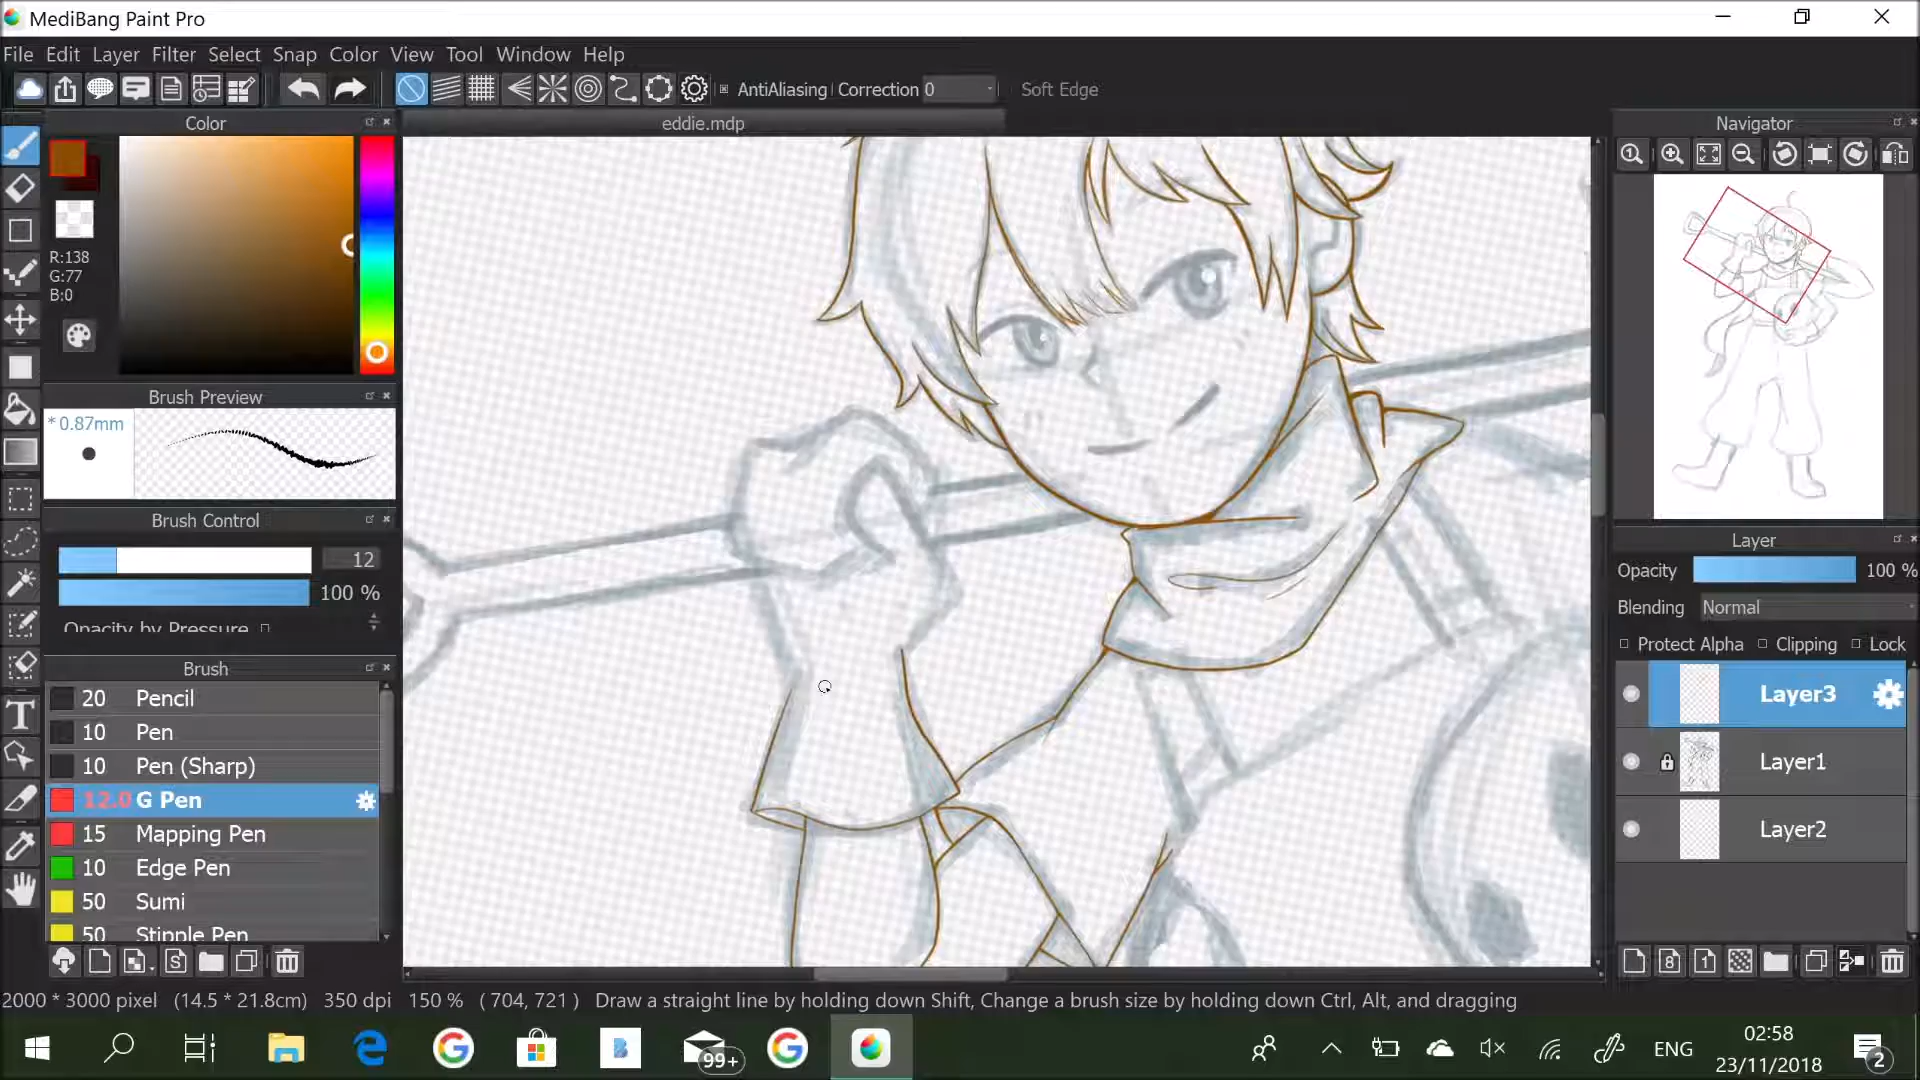 MediBang Paint Pro
File Edit Layer Filter Select Snap Color View Tool Window Help
AntiAliasing Correction 0 Soft Edge
Color
eddie.mdp
Navigator
R:138
G:77
B:0
Brush Preview
*0.87mm
Brush Control
12
100 %
Opacity by Pressure
Brush
20 Pencil
10 Pen
10 Pen (Sharp)
12.0 G Pen
15 Mapping Pen
10 Edge Pen
50 Sumi
50 Stipple Pen
Layer
Opacity 100 %
Blending Normal
Protect Alpha Clipping Lock
Layer3
Layer1
Layer2
2000 * 3000 pixel (14.5 * 21.8cm) 350 dpi 150 % ( 704, 721 ) Draw a straight line by holding down Shift, Change a brush size by holding down Ctrl, Alt, and dragging
99+
ENG
02:58
23/11/2018
2